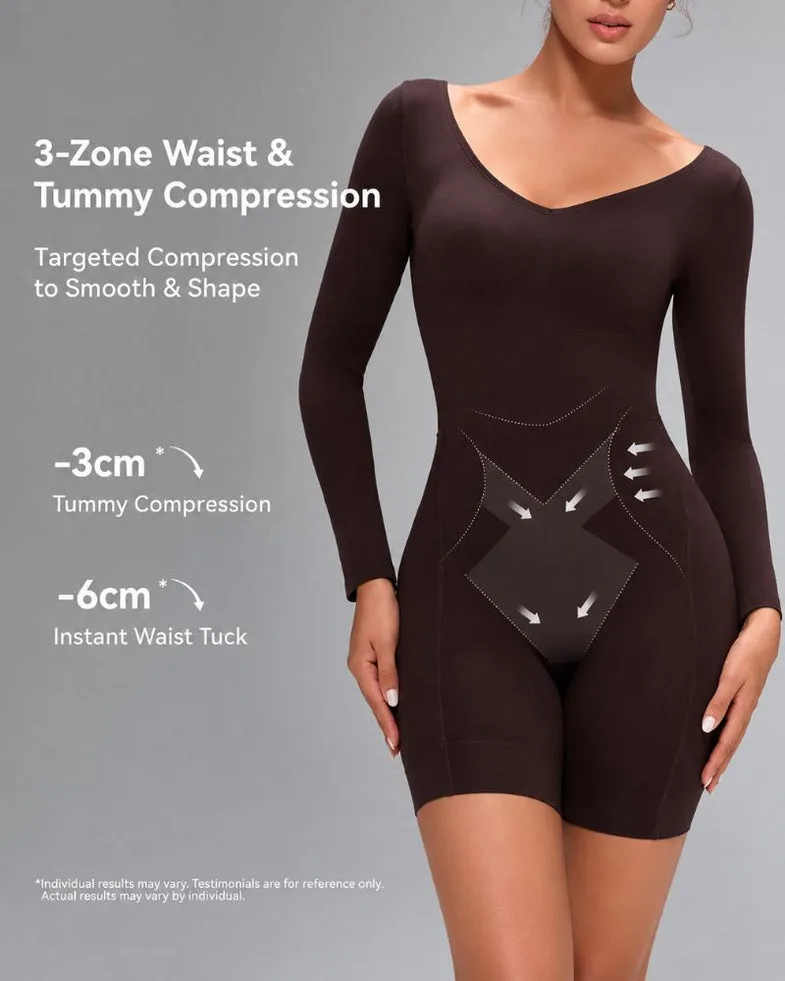 3-Zone Waist &
Tummy Compression
Targeted Compression
to Smooth & Shape
-3cm*
Tummy Compression
-6cm*
Instant Waist Tuck
*Individual results may vary. Testimonials are for reference only.
Actual results may vary by individual.